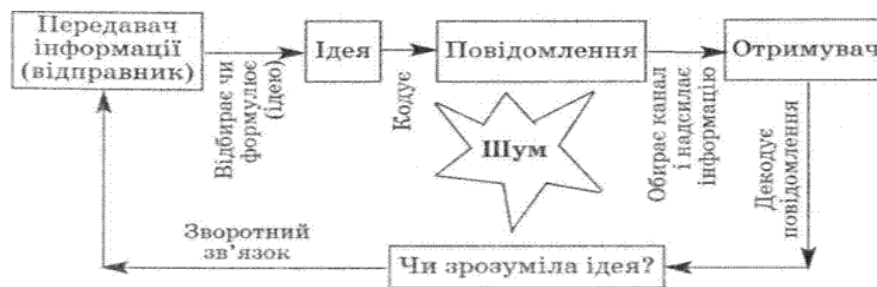 Передавач
інформації
(відправник)
Відбирає чи
формулює
(ідею)
Ідея
Кодує
Повідомлення
Шум
Обирає канал
і надсилає
інформацію
Отримувач
Декодує
повідомлення
Чи зрозуміла ідея?
Зворотний
зв'язок